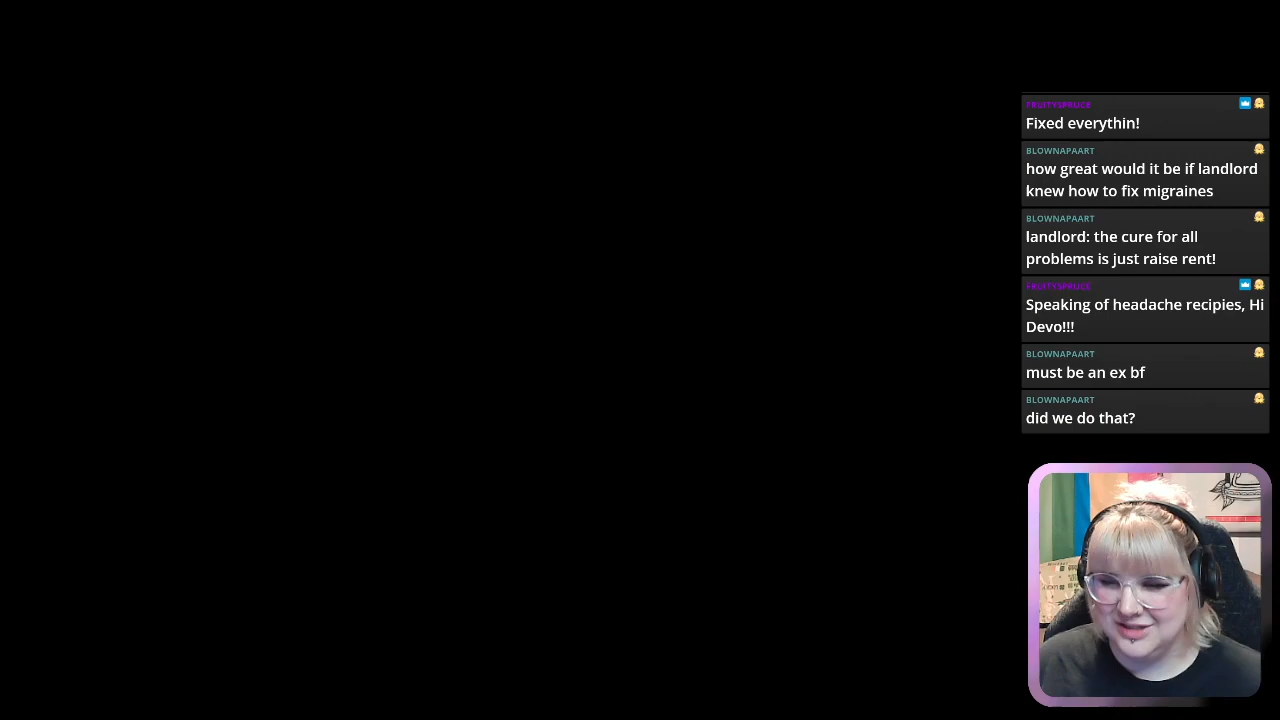 FRUITYSPRUCE
Fixed everythin!
BLOWNAPAART
how great would it be if landlord
knew how to fix migraines
BLOWNAPAART
landlord: the cure for all
problems is just raise rent!
FRUITYSPRUCE
Speaking of headache recipies, Hi
Devo!!!
BLOWNAPAART
must be an ex bf
BLOWNAPAART
did we do that?